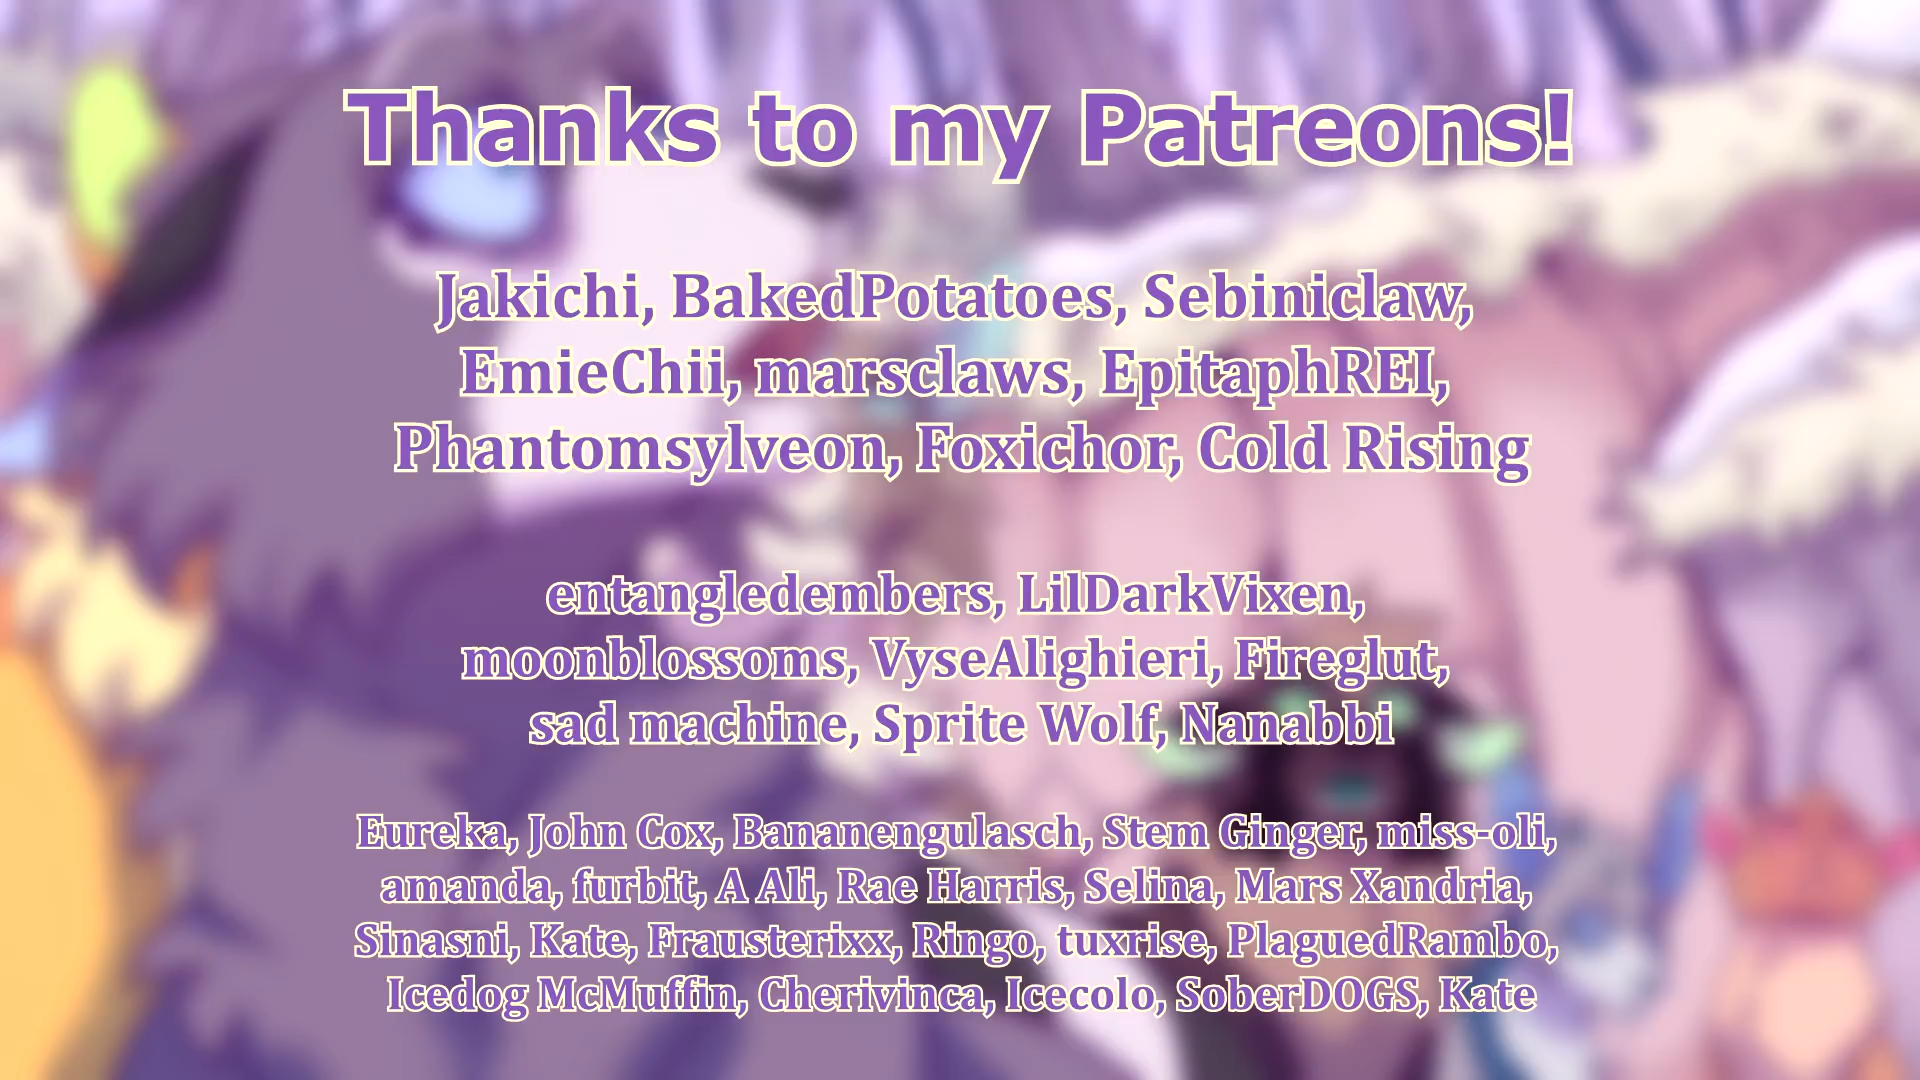 Thanks to my Patreons!
Jakichi, BakedPotatoes, Sebiniclaw,
EmieChii, marsclaws, EpitaphREI,
Phantomsylveon, Foxichor, Cold Rising
entangledembers, LilDarkVixen,
moonblossoms, VyseAlighieri, Fireglut,
sad machine, Sprite Wolf, Nanabbi
Eureka, John Cox, Bananengulasch, Stem Ginger, miss-oli,
amanda, furbit, A Ali, Rae Harris, Selina, Mars Xandria,
Sinasni, Kate, Frausterixx, Ringo, tuxrise, PlaguedRambo,
Icedog McMuffin, Cherivinca, Icecolo, SoberDOGS, Kate